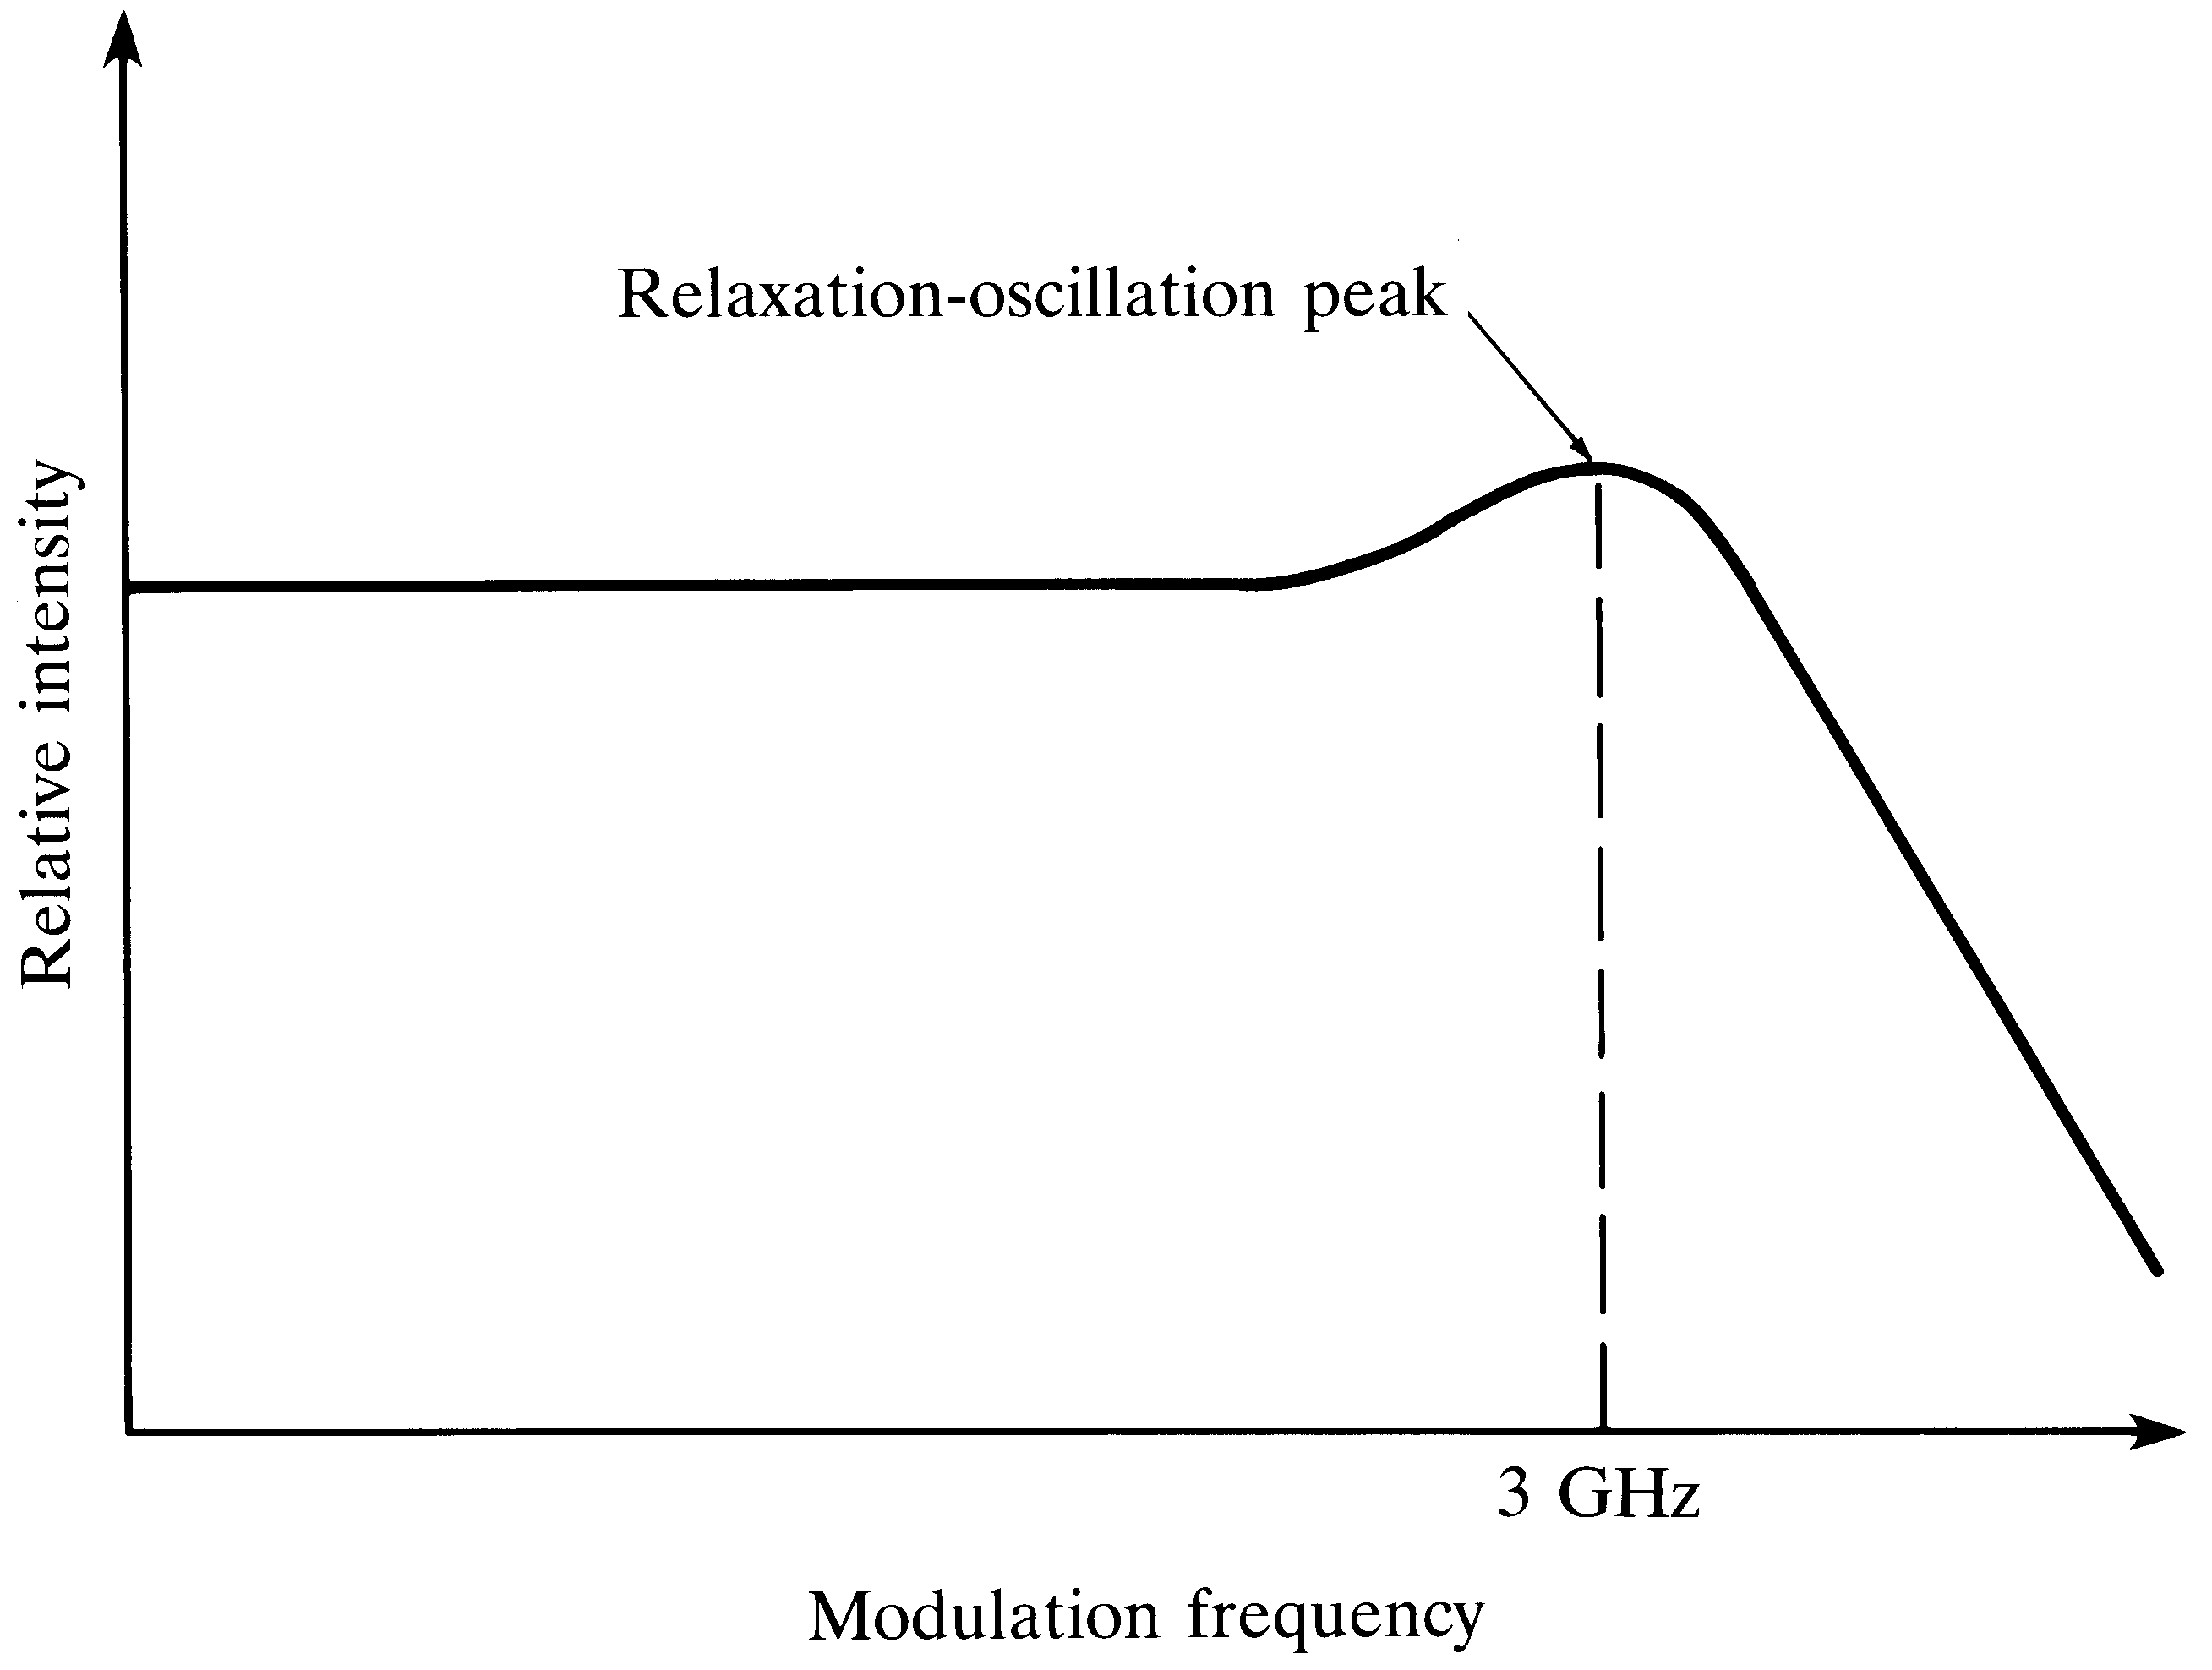 Relaxation-oscillation peak
Relative intensity
3 GHz
Modulation frequency